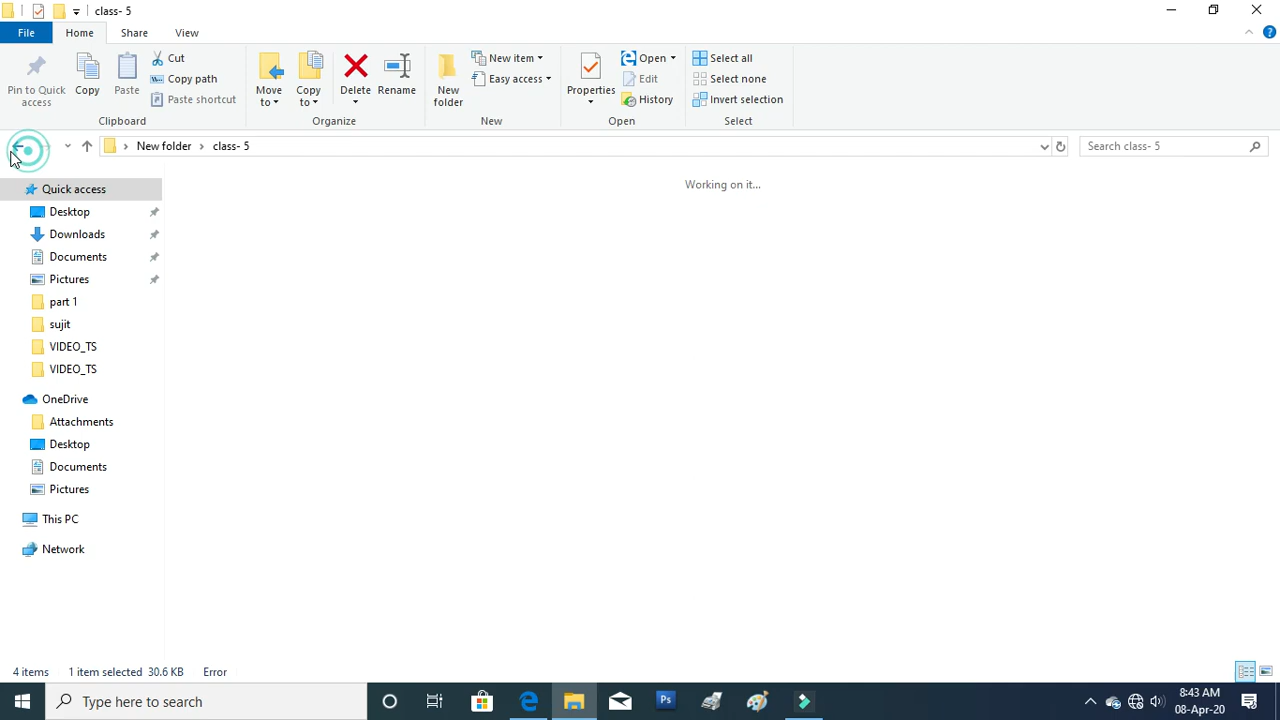 class- 5
File
Home
Share
View
Pin to Quick access
Copy
Paste
Cut
Copy path
Paste shortcut
Clipboard
Move to
Copy to
Delete
Rename
Organize
New folder
New item
Easy access
New
Properties
Open
Edit
History
Open
Select all
Select none
Invert selection
Select
New folder
class- 5
Search class- 5
Working on it...
Quick access
Desktop
Downloads
Documents
Pictures
part 1
sujit
VIDEO_TS
VIDEO_TS
OneDrive
Attachments
Desktop
Documents
Pictures
This PC
Network
4 items
1 item selected 30.6 KB
Error
Type here to search
Ps
8:43 AM
08-Apr-20